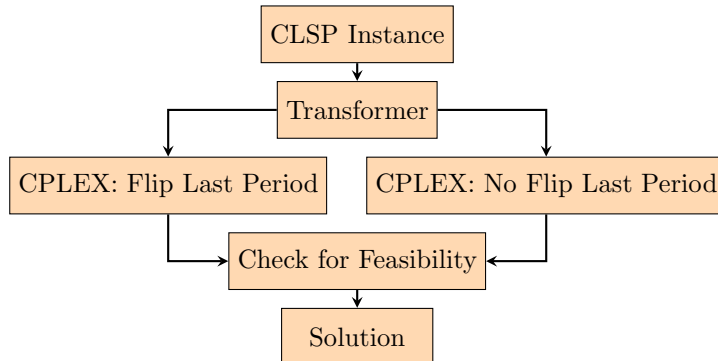 CLSP Instance
Transformer
CPLEX: Flip Last Period
CPLEX: No Flip Last Period
Check for Feasibility
Solution